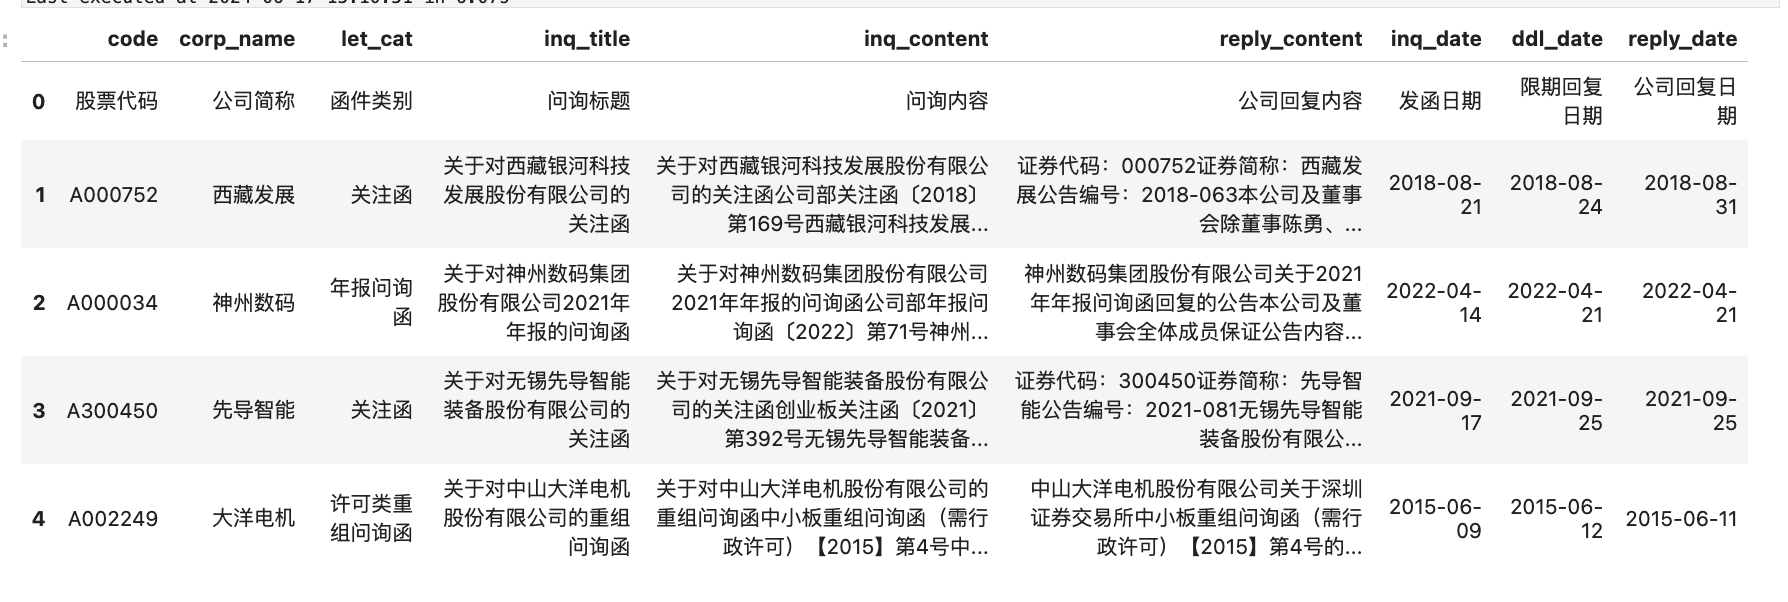 code corp_name let_cat inq_title inq_content reply_content inq_date ddl_date reply_date
0 股票代码 公司简称 函件类别 问询标题 问询内容 公司回复内容 发函日期 限期回复日期 公司回复日期
1 A000752 西藏发展 关注函 关于对西藏银河科技发展股份有限公司的关注函 关于对西藏银河科技发展股份有限公司的关注函公司部关注函〔2018〕第169号西藏银河科技发展... 证券代码：000752证券简称：西藏发展公告编号：2018-063本公司及董事会除董事陈勇、... 2018-08-21 2018-08-24 2018-08-31
2 A000034 神州数码 年报问询函 关于对神州数码集团股份有限公司2021年年报的问询函 关于对神州数码集团股份有限公司2021年年报的问询函公司部年报问询函〔2022〕第71号神州... 神州数码集团股份有限公司关于2021年年报问询函回复的公告本公司及董事会全体成员保证公告内容... 2022-04-14 2022-04-21 2022-04-21
3 A300450 先导智能 关注函 关于对无锡先导智能装备股份有限公司的关注函 关于对无锡先导智能装备股份有限公司的关注函创业板关注函〔2021〕第392号无锡先导智能装备... 证券代码：300450证券简称：先导智能公告编号：2021-081无锡先导智能装备股份有限公... 2021-09-17 2021-09-25 2021-09-25
4 A002249 大洋电机 许可类重组问询函 关于对中山大洋电机股份有限公司的重组问询函 关于对中山大洋电机股份有限公司的重组问询函中小板重组问询函（需行政许可）【2015】第4号中... 中山大洋电机股份有限公司关于深圳证券交易所中小板重组问询函（需行政许可）【2015】第4号的... 2015-06-09 2015-06-12 2015-06-11